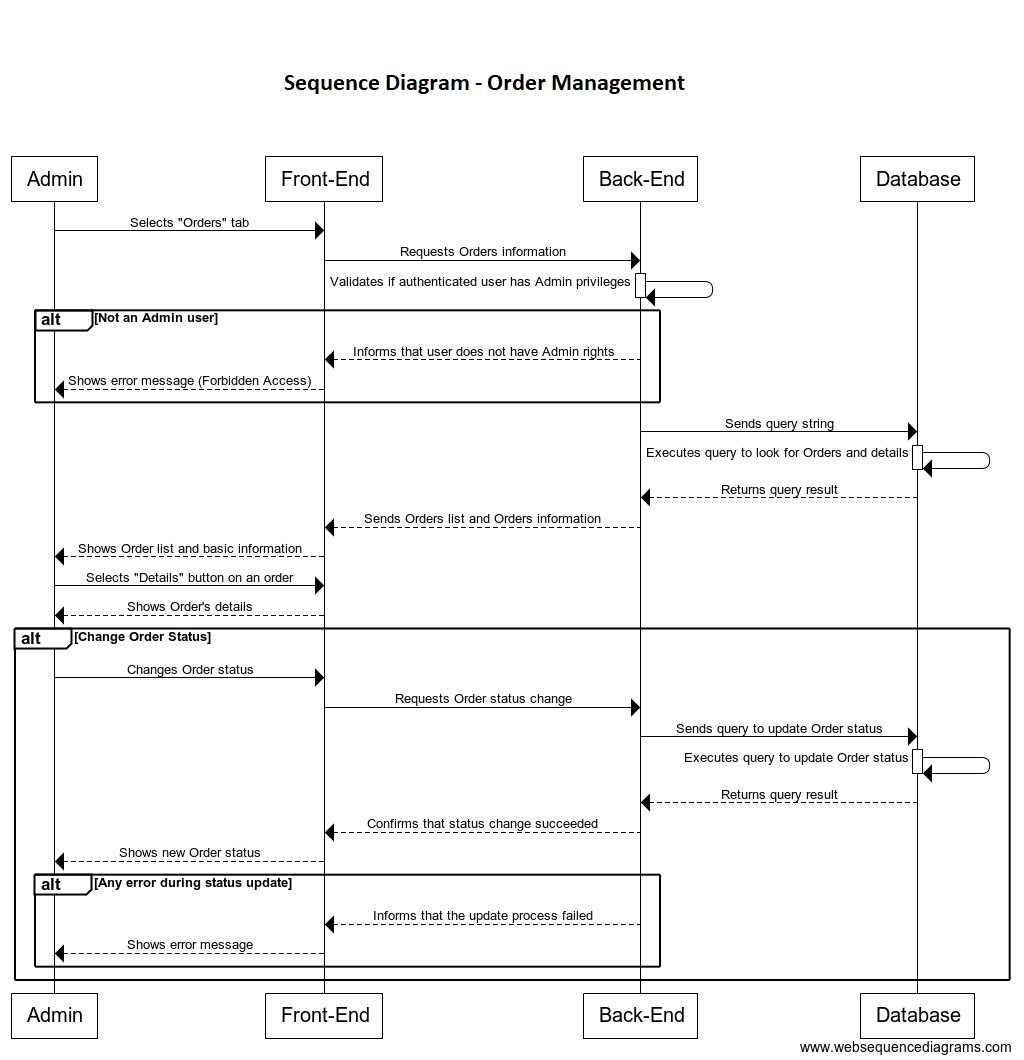 Sequence Diagram - Order Management
Admin
Front-End
Back-End
Database
Selects "Orders" tab
Requests Orders information
Validates if authenticated user has Admin privileges
alt
[Not an Admin user]
Informs that user does not have Admin rights
Shows error message (Forbidden Access)
Sends query string
Executes query to look for Orders and details
Returns query result
Sends Orders list and Orders information
Shows Order list and basic information
Selects "Details" button on an order
Shows Order's details
alt
[Change Order Status]
Changes Order status
Requests Order status change
Sends query to update Order status
Executes query to update Order status
Returns query result
Confirms that status change succeeded
Shows new Order status
alt
[Any error during status update]
Informs that the update process failed
Shows error message
Admin
Front-End
Back-End
Database
www.websequencediagrams.com